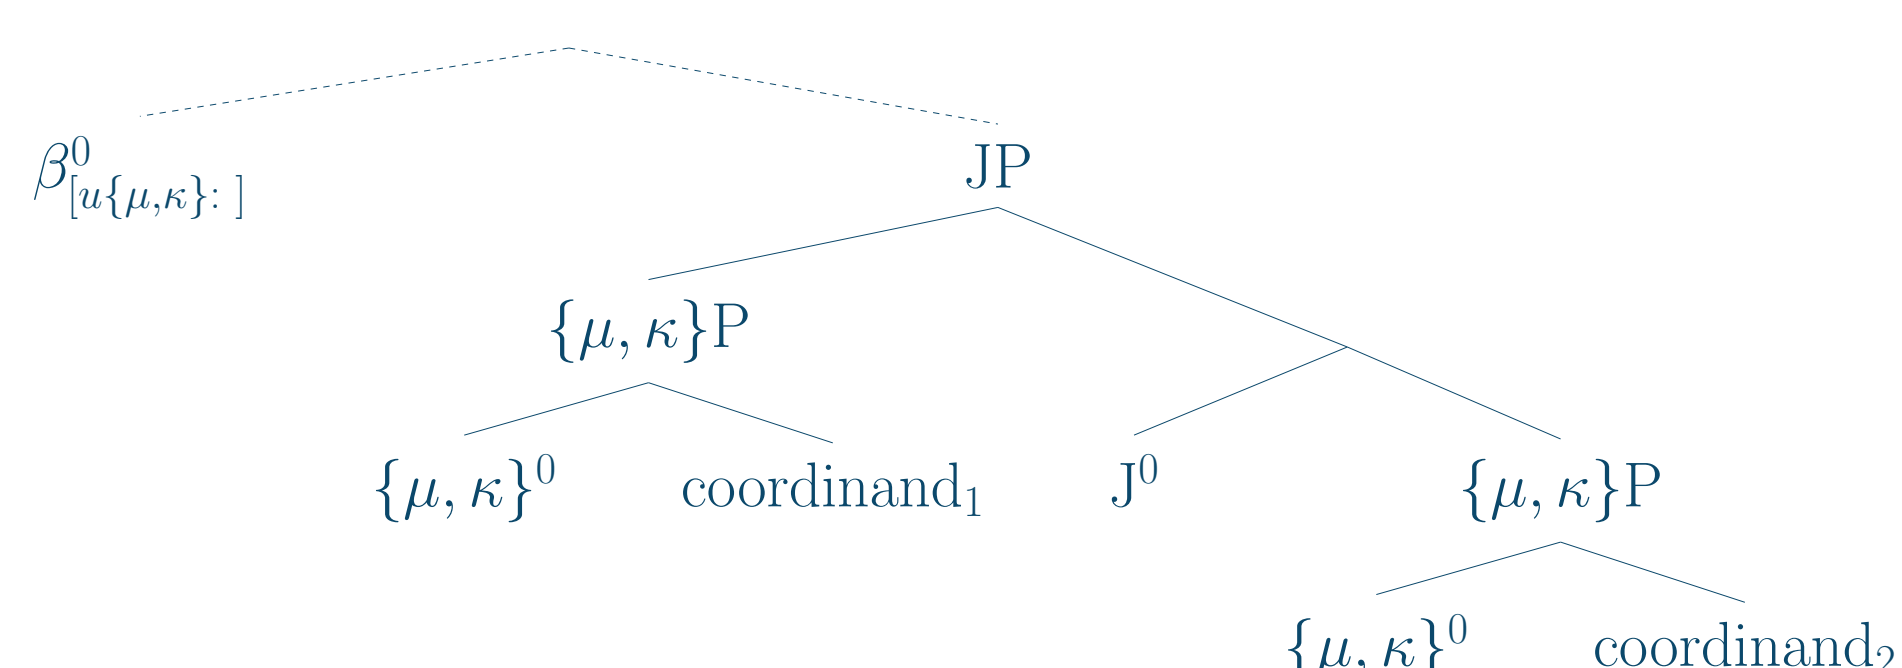 β⁰[u{μ,κ}: ] JP
{μ, κ}P
{μ, κ}⁰ coordinand₁ J⁰ {μ, κ}P
{μ, κ}⁰ coordinand₂